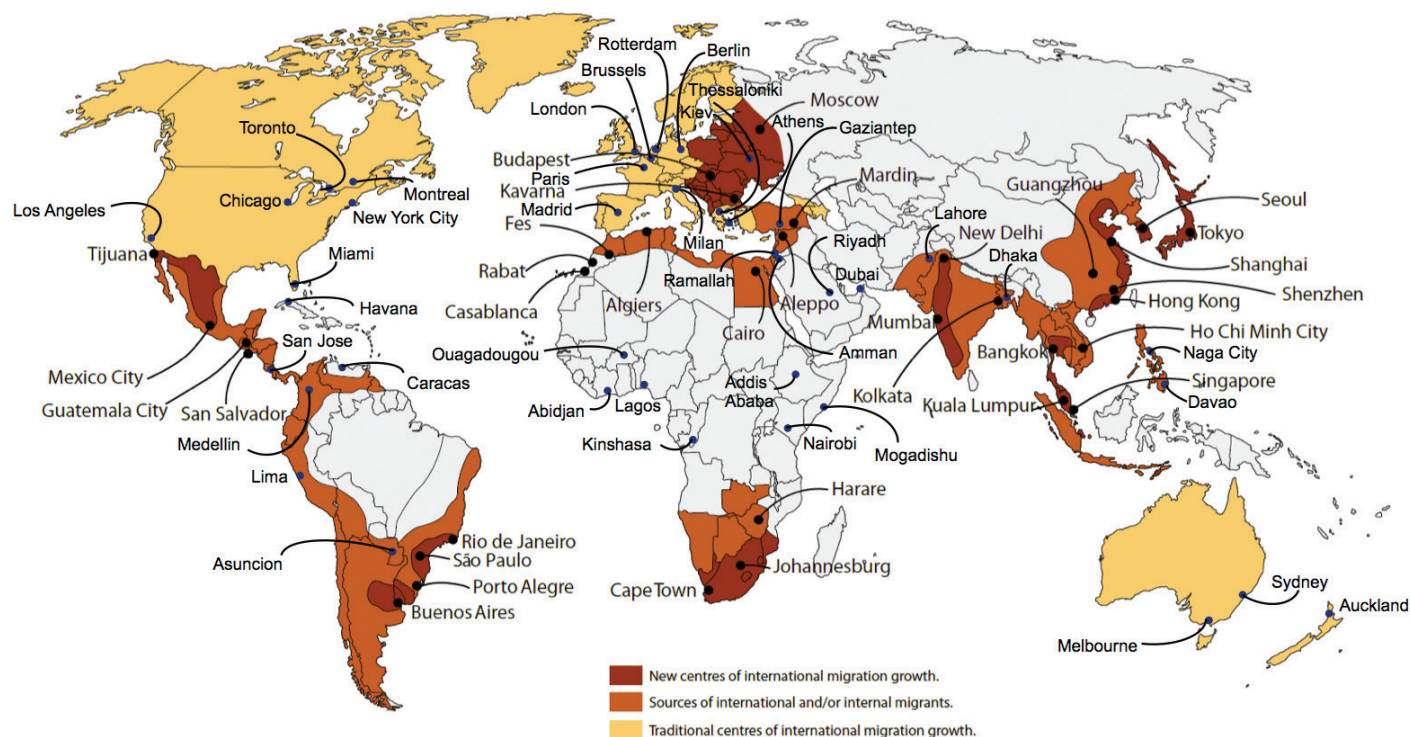 Rotterdam
Berlin
Brussels
Thessaloniki
London
Kiev
Moscow
Athens
Gaziantep
Toronto
Budapest
Paris
Mardin
Guangzhou
Kavarna
Montreal
Chicago
Seoul
Los Angeles
New York City
Madrid
Lahore
Fes
Milan
Riyadh
New Delhi
Tokyo
Tijuana
Miami
Rabat
Ramallah
Dubai
Dhaka
Shanghai
Havana
Casablanca
Algiers
Aleppo
Shenzhen
Cairo
Mumbai
Hong Kong
San Jose
Ouagadougou
Amman
Bangkok
Ho Chi Minh City
Naga City
Mexico City
Caracas
Addis
Ababa
Kolkata
Singapore
Guatemala City
San Salvador
Abidjan
Lagos
Kuala Lumpur
Davao
Medellin
Kinshasa
Nairobi
Mogadishu
Lima
Harare
Rio de Janeiro
Asuncion
São Paulo
Johannesburg
Porto Alegre
Cape Town
Sydney
Buenos Aires
Auckland
Melbourne
New centres of international migration growth.
Sources of international and/or internal migrants.
Traditional centres of international migration growth.